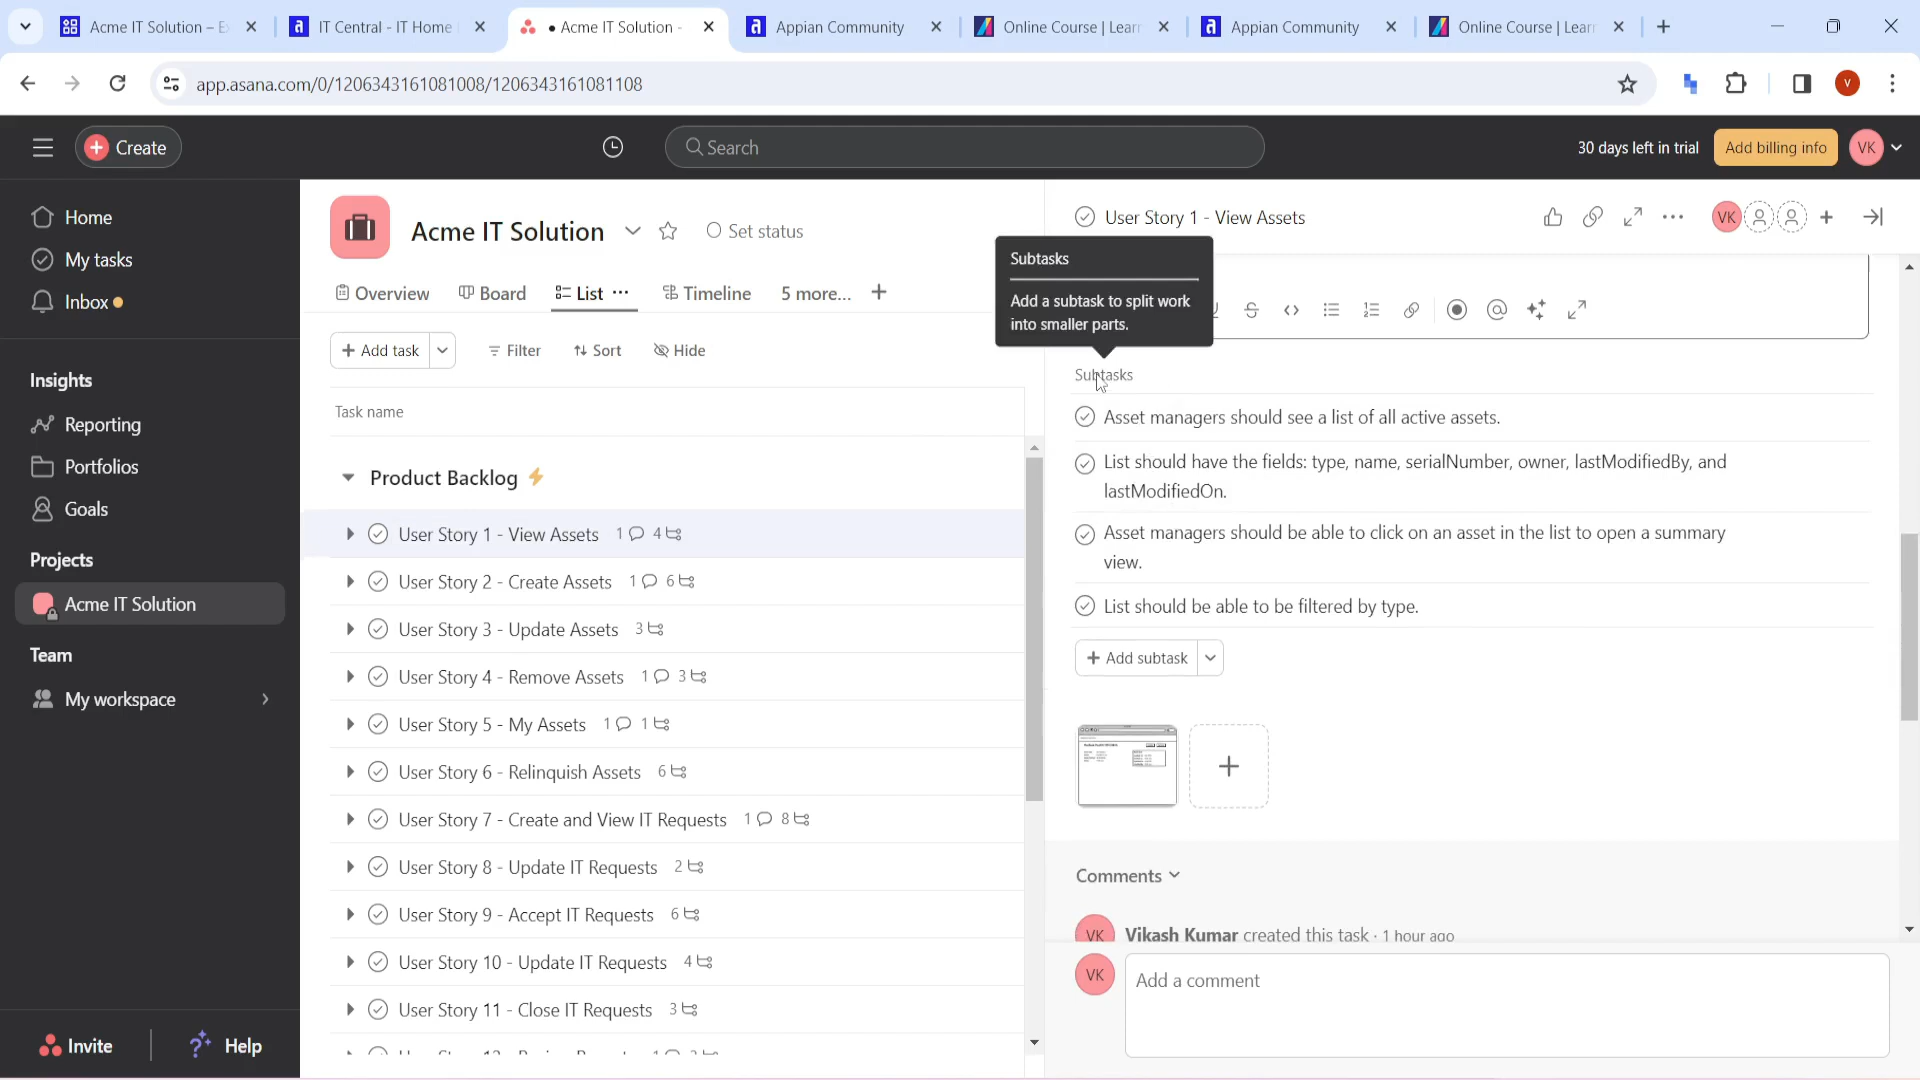 Acme IT Solution – E
IT Central - IT Home
• Acme IT Solution -
Appian Community
Online Course | Learn
Appian Community
Online Course | Learn
app.asana.com/0/1206343161081008/1206343161081108
V
Create
Search
30 days left in trial
Add billing info
VK
Home
My tasks
Inbox
Insights
Reporting
Portfolios
Goals
Projects
Acme IT Solution
Team
My workspace
Invite
Help
Acme IT Solution
Set status
Overview
Board
List
Timeline
5 more...
Add task
Filter
Sort
Hide
Task name
Product Backlog
User Story 1 - View Assets 1 4
User Story 2 - Create Assets 1 6
User Story 3 - Update Assets 3
User Story 4 - Remove Assets 1 3
User Story 5 - My Assets 1 1
User Story 6 - Relinquish Assets 6
User Story 7 - Create and View IT Requests 1 8
User Story 8 - Update IT Requests 2
User Story 9 - Accept IT Requests 6
User Story 10 - Update IT Requests 4
User Story 11 - Close IT Requests 3
User Story 1 - View Assets
VK
Subtasks
Add a subtask to split work
into smaller parts.
Subtasks
Asset managers should see a list of all active assets.
List should have the fields: type, name, serialNumber, owner, lastModifiedBy, and
lastModifiedOn.
Asset managers should be able to click on an asset in the list to open a summary
view.
List should be able to be filtered by type.
Add subtask
Comments
VK
Vikash Kumar created this task · 1 hour ago
VK
Add a comment